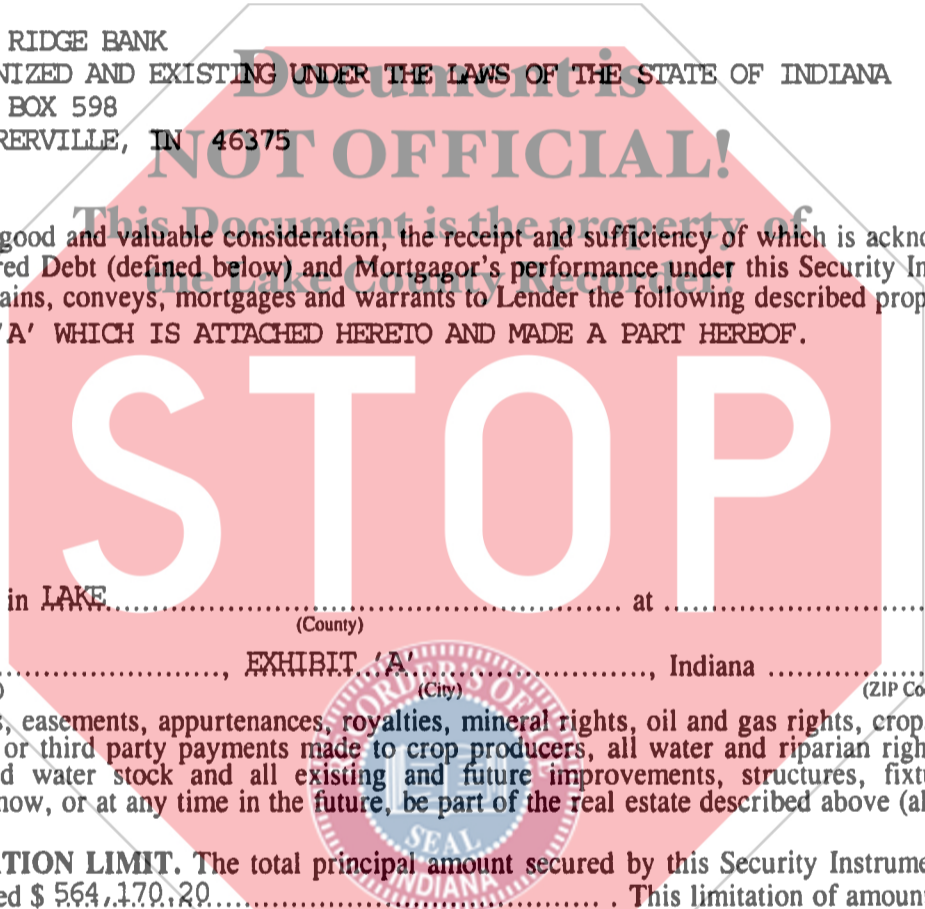 RIDGE BANK
NIZED AND EXISTING UNDER THE LAWS OF THE STATE OF INDIANA
BOX 598
RERVILLE, IN 46375
Document is
NOT OFFICIAL!
This Document is the property of
the Lake County Recorder!
good and valuable consideration, the receipt and sufficiency of which is ackno
red Debt (defined below) and Mortgagor's performance under this Security In
ains, conveys, mortgages and warrants to Lender the following described prop
'A' WHICH IS ATTACHED HERETO AND MADE A PART HEREOF.
STOP
in LAKE at
(County)
, EXHIBIT 'A' , Indiana
(City) (ZIP Co
s, easements, appurtenances, royalties, mineral rights, oil and gas rights, crop
or third party payments made to crop producers, all water and riparian righ
d water stock and all existing and future improvements, structures, fixt
now, or at any time in the future, be part of the real estate described above (al
RECORDER'S OFFICE
SEAL
INDIANA
ATION LIMIT. The total principal amount secured by this Security Instrume
ed $ 564,170.20 . This limitation of amoun